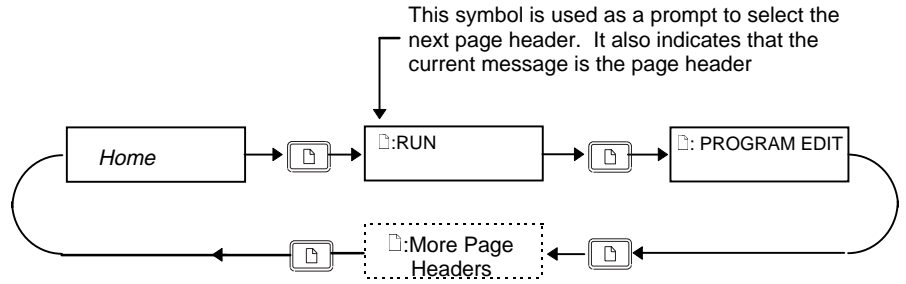 This symbol is used as a prompt to select the
next page header.  It also indicates that the
current message is the page header
Home
:RUN
: PROGRAM EDIT
:More Page
Headers